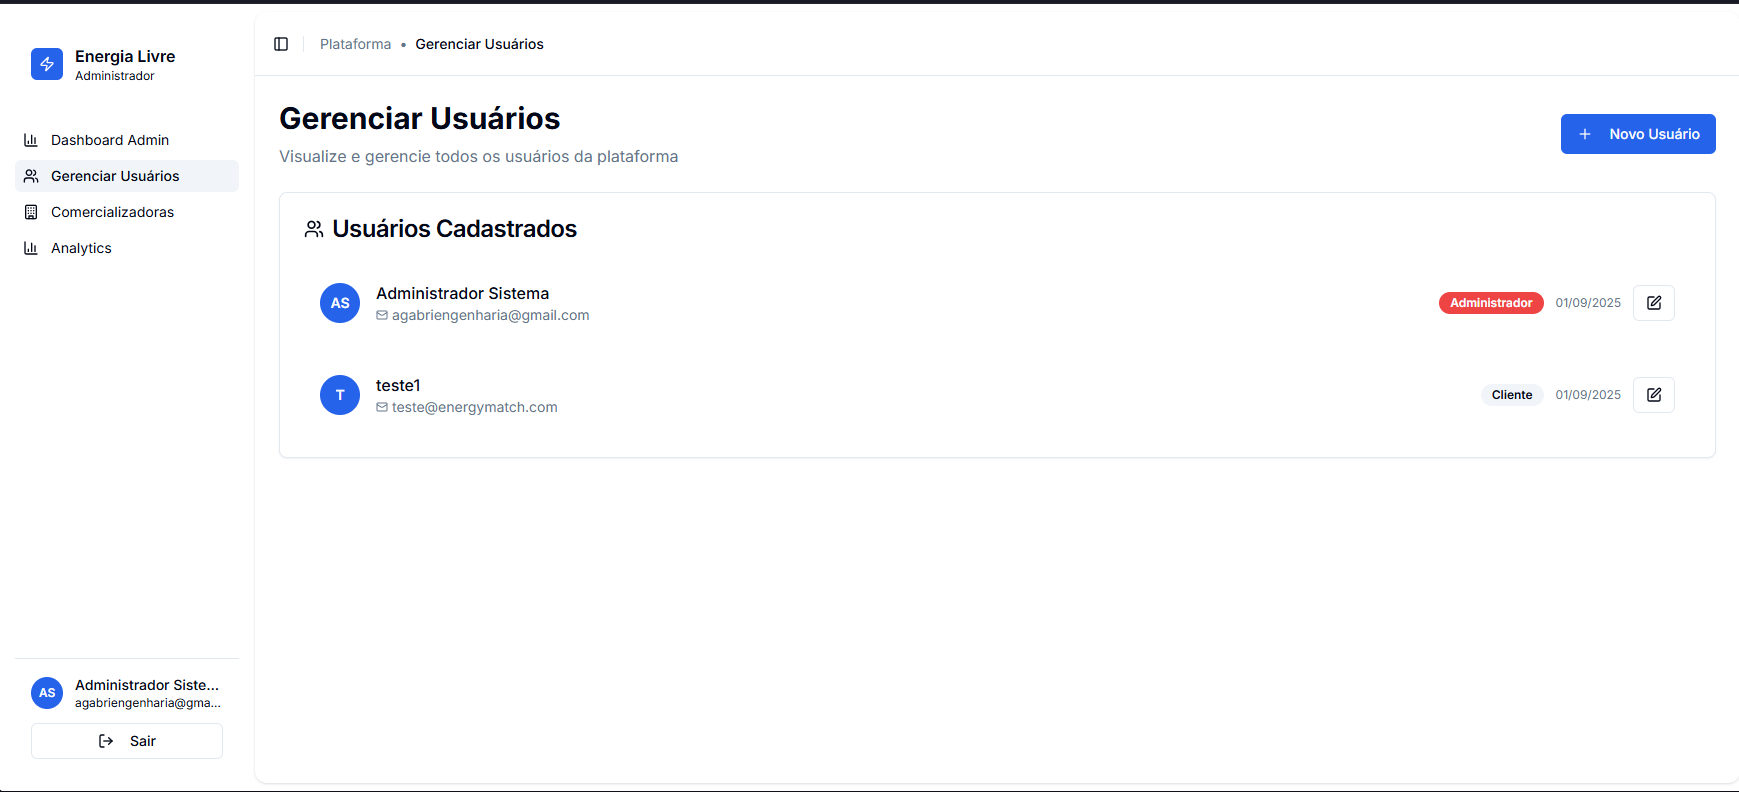 Energia Livre
Administrador
Dashboard Admin
Gerenciar Usuários
Comercializadoras
Analytics
AS
Administrador Siste...
agabriengenharia@gma...
Sair
Plataforma • Gerenciar Usuários
Gerenciar Usuários
Visualize e gerencie todos os usuários da plataforma
+ Novo Usuário
Usuários Cadastrados
AS
Administrador Sistema
agabriengenharia@gmail.com
Administrador 01/09/2025
T
teste1
teste@energymatch.com
Cliente 01/09/2025